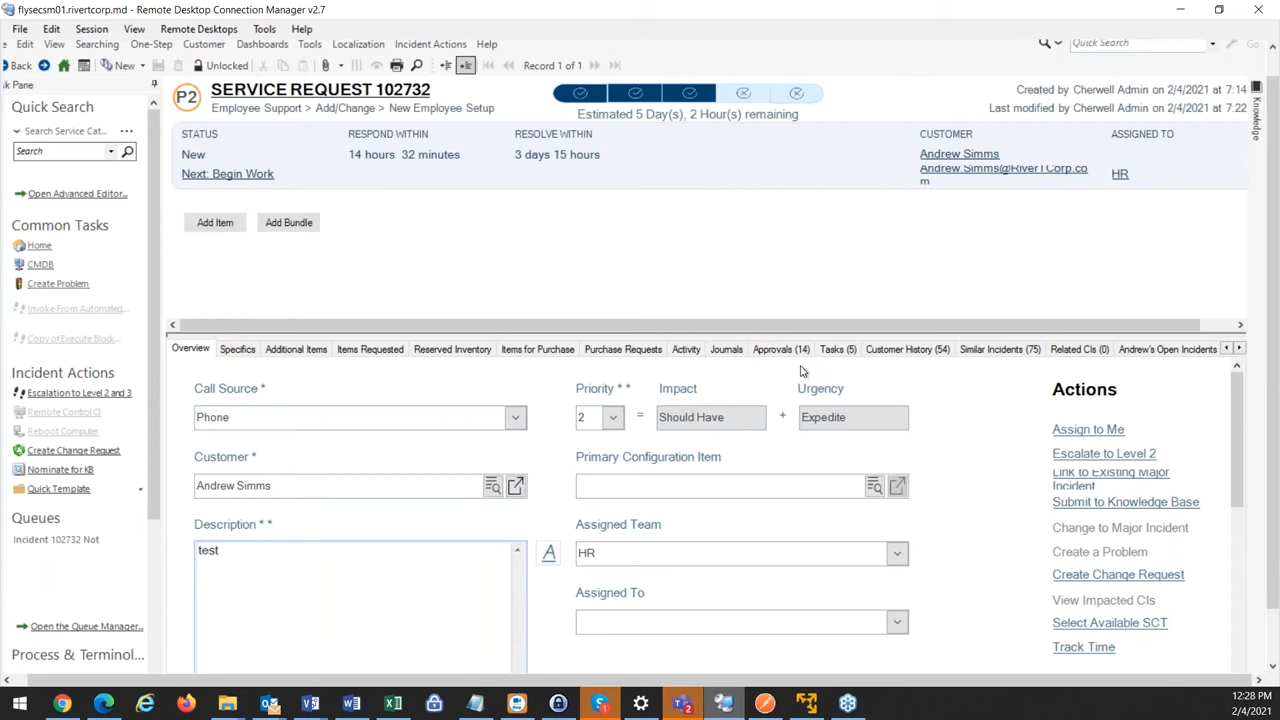 flysecsm01.rivertcorp.md - Remote Desktop Connection Manager v2.7
File Edit Session View Remote Desktops Tools Help
Edit View Searching One-Step Customer Dashboards Tools Localization Incident Actions Help
Quick Search Go
Back New Unlocked Record 1 of 1
k Pane
Quick Search
Search Service Cat...
Search
Open Advanced Editor...
Common Tasks
Home
CMDB
Create Problem
Invoke From Automated...
Copy of Execute Block...
Incident Actions
Escalation to Level 2 and 3
Remote Control CI
Reboot Computer
Create Change Request
Nominate for KB
Quick Template
Queues
Incident 102732 Not
Open the Queue Manager...
Process & Terminol...
P2
SERVICE REQUEST 102732
Employee Support > Add/Change > New Employee Setup
Estimated 5 Day(s), 2 Hour(s) remaining
Created by Cherwell Admin on 2/4/2021 at 7:14
Last modified by Cherwell Admin on 2/4/2021 at 7:22
Knowledge
STATUS RESPOND WITHIN RESOLVE WITHIN CUSTOMER ASSIGNED TO
New 14 hours 32 minutes 3 days 15 hours Andrew Simms
Next: Begin Work Andrew.Simms@RiverTCorp.co HR
m
Add Item Add Bundle
Overview Specifics Additional Items Items Requested Reserved Inventory Items for Purchase Purchase Requests Activity Journals Approvals (14) Tasks (5) Customer History (54) Similar Incidents (75) Related CIs (0) Andrew's Open Incidents
Call Source * Priority * * Impact Urgency
Phone 2 = Should Have + Expedite
Customer * Primary Configuration Item
Andrew Simms
Description * * Assigned Team
test A HR
Assigned To
Actions
Assign to Me
Escalate to Level 2
Link to Existing Major
Incident
Submit to Knowledge Base
Change to Major Incident
Create a Problem
Create Change Request
View Impacted CIs
Select Available SCT
Track Time
12:28 PM
2/4/2021